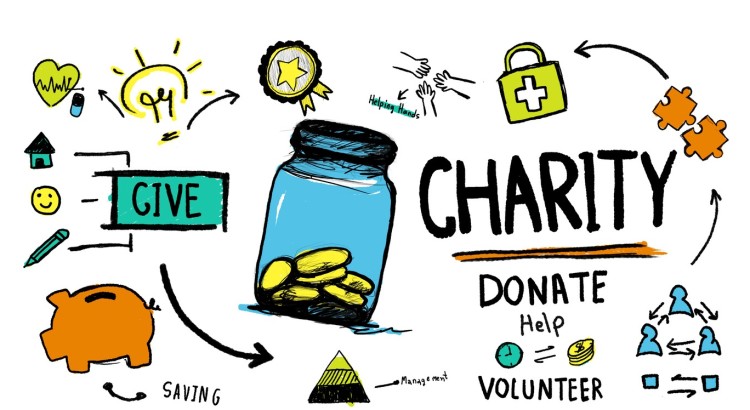 Helping Hands
GIVE
CHARITY
DONATE
Help
$
VOLUNTEER
Management
SAVING